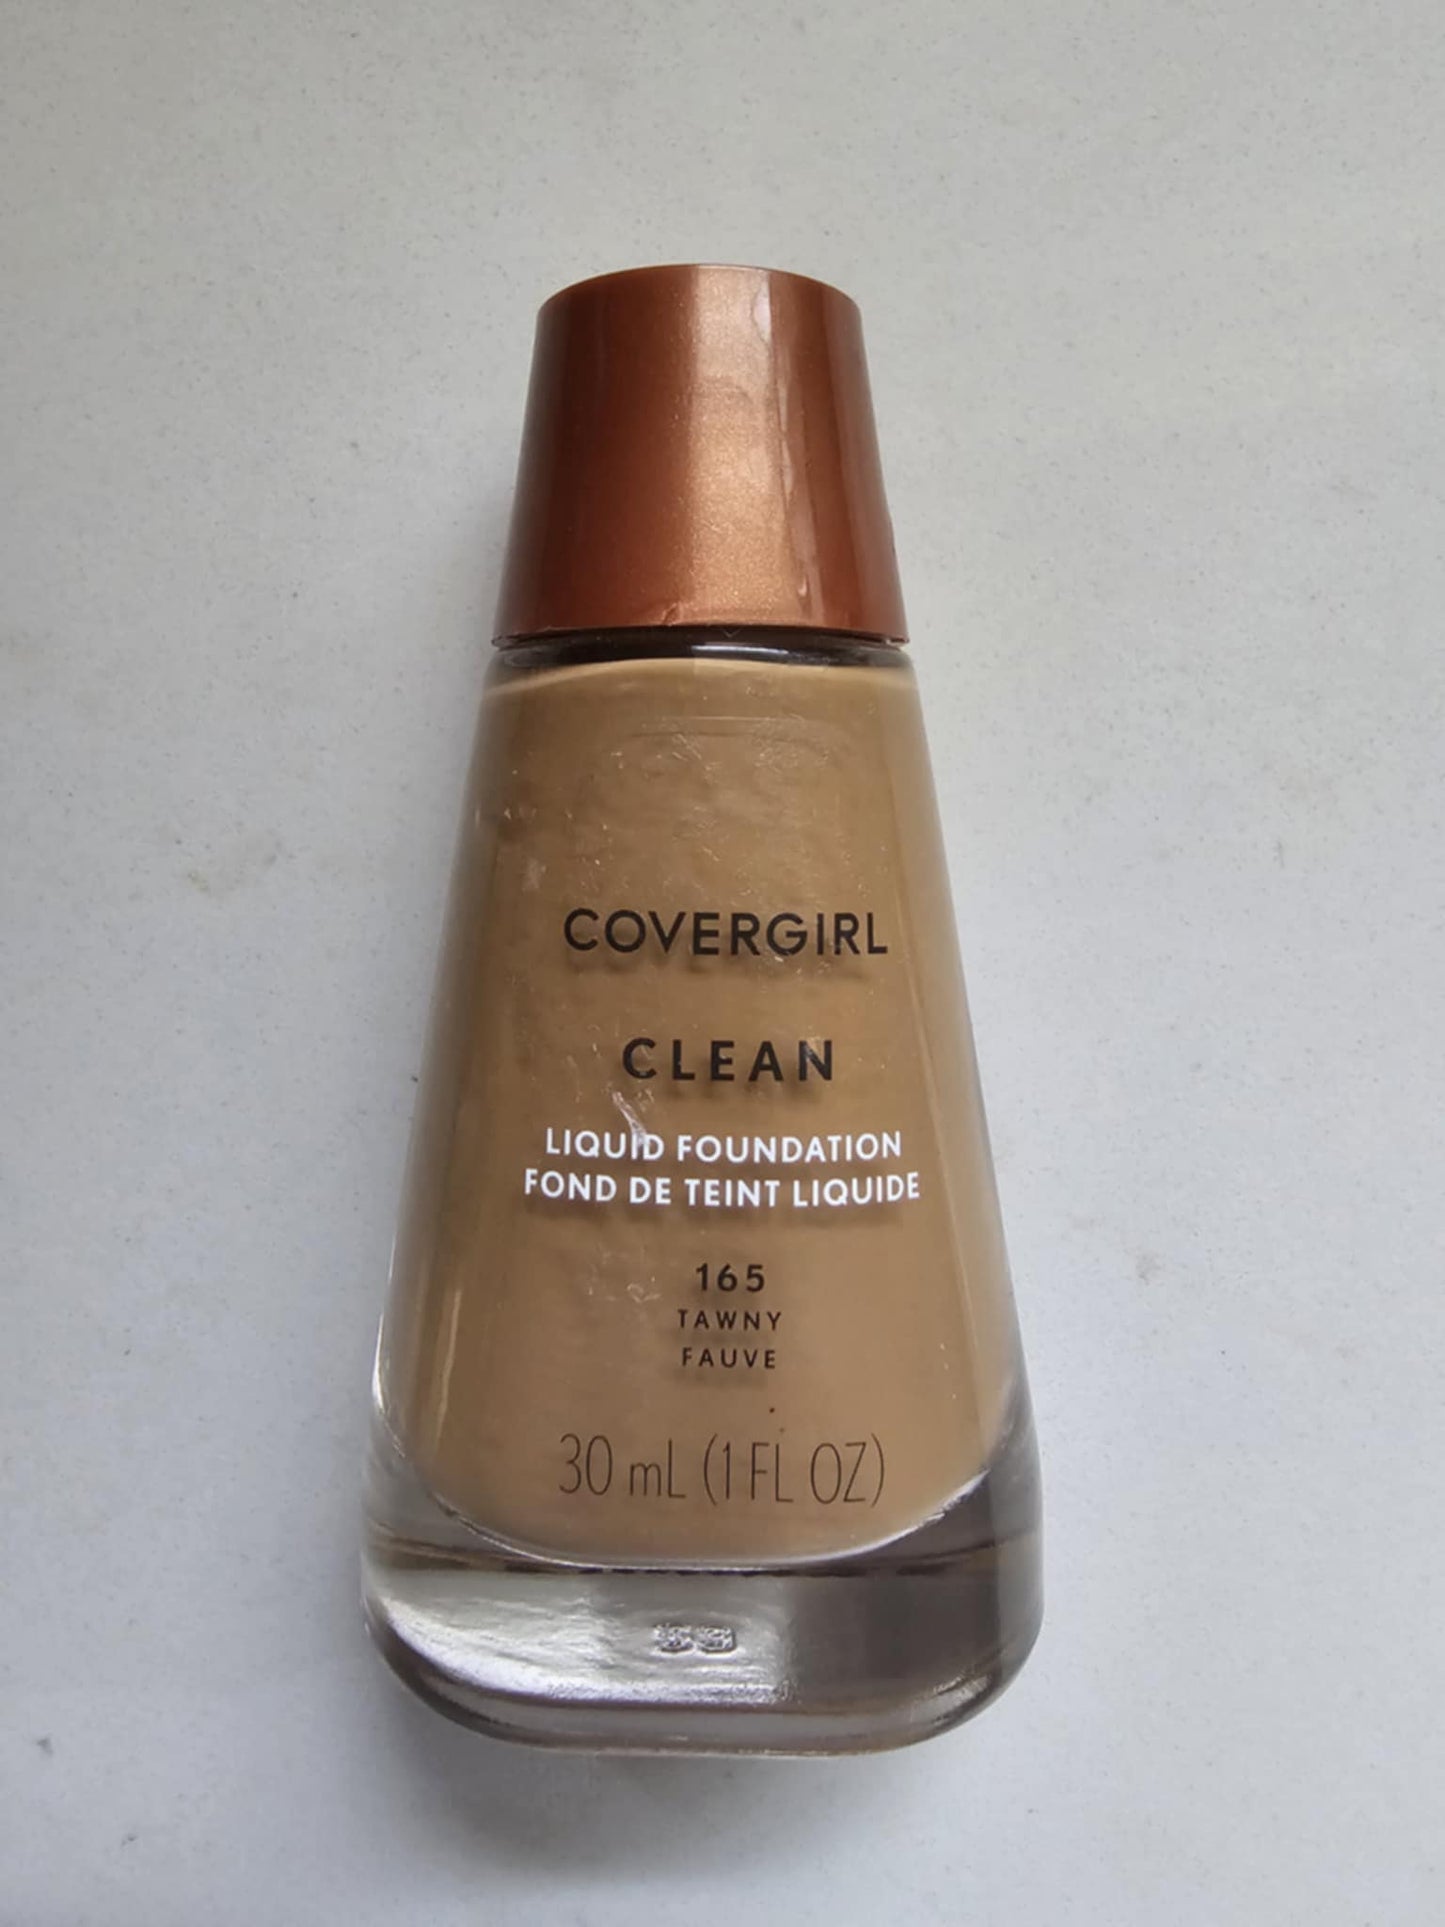 COVERGIRL
CLEAN
LIQUID FOUNDATION
FOND DE TEINT LIQUIDE
165
TAWNY
FAUVE
30 mL (1 FL OZ)